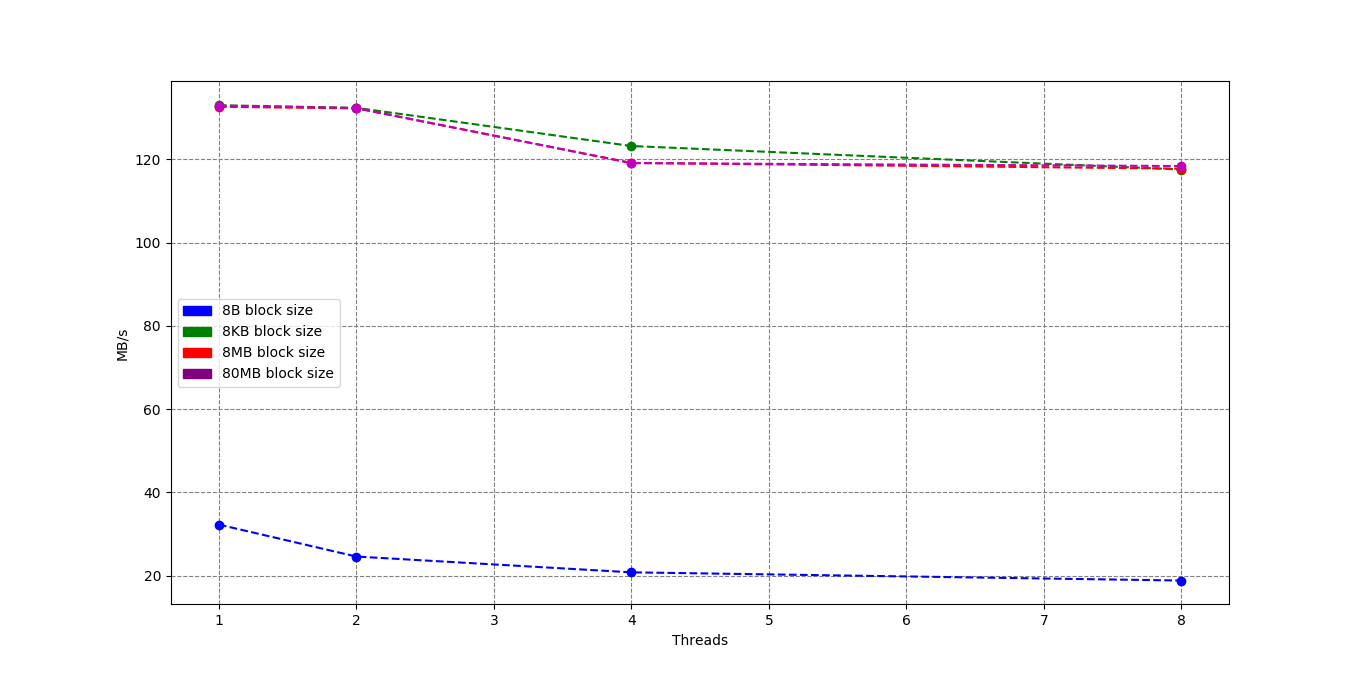 120
100
80
60
40
20
MB/s
8B block size
8KB block size
8MB block size
80MB block size
1 2 3 4 5 6 7 8
Threads